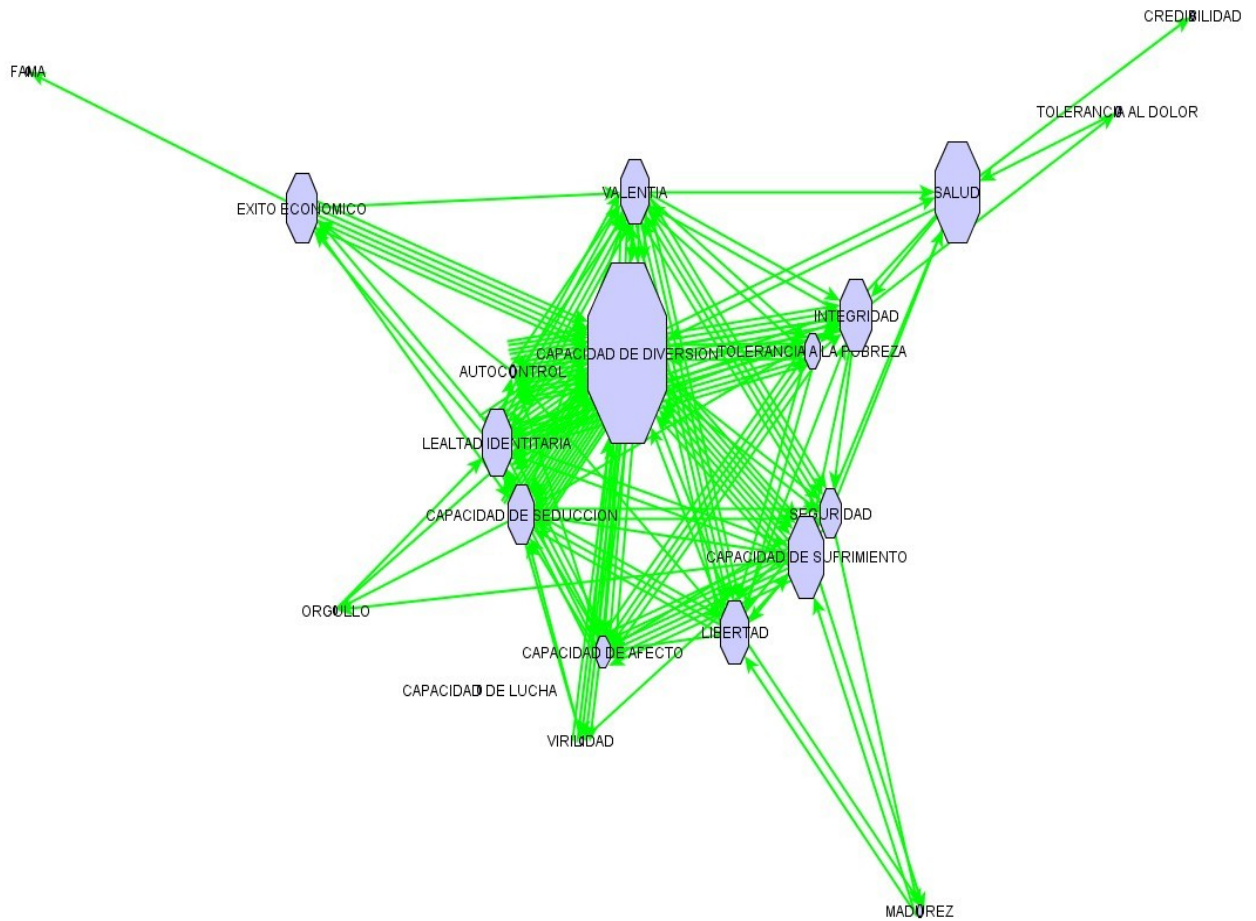 CREDIBILIDAD
FAMA
TOLERANCIA AL DOLOR
VALENTIA
SALUD
EXITO ECONOMICO
INTEGRIDAD
CAPACIDAD DE DIVERSION
TOLERANCIA A LA POBREZA
AUTOCONTROL
LEALTAD IDENTITARIA
CAPACIDAD DE SEDUCCION
SEGURIDAD
CAPACIDAD DE SUFRIMIENTO
ORGULLO
LIBERTAD
CAPACIDAD DE AFECTO
CAPACIDAD DE LUCHA
VIRILIDAD
MADUREZ